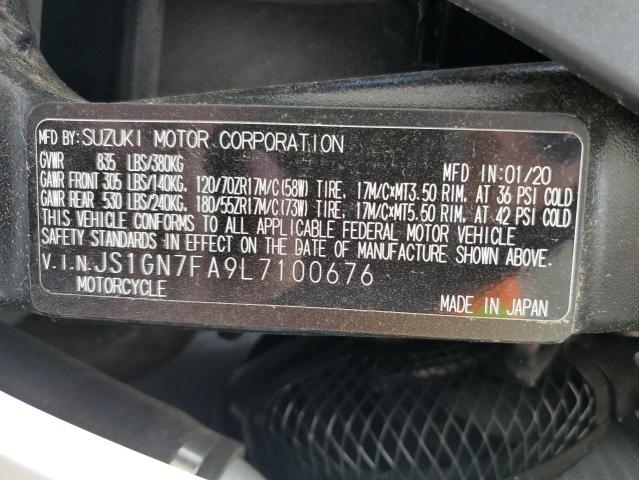 MFD BY: SUZUKI MOTOR CORPORATION
GVWR 835 LBS/380KG MFD IN: 01/20
GAWR FRONT 305 LBS/140KG, 120/70ZR17M/C(58W) TIRE, 17M/C×MT3.50 RIM, AT 36 PSI COLD
GAWR REAR 530 LBS/240KG, 180/55ZR17M/C(73W) TIRE, 17M/C×MT5.50 RIM, AT 42 PSI COLD
THIS VEHICLE CONFORMS TO ALL APPLICABLE FEDERAL MOTOR VEHICLE
SAFETY STANDARDS IN EFFECT ON THE DATE OF MANUFACTURE SHOWN ABOVE.
V.I.N. JS1GN7FA9L7100676
MOTORCYCLE MADE IN JAPAN